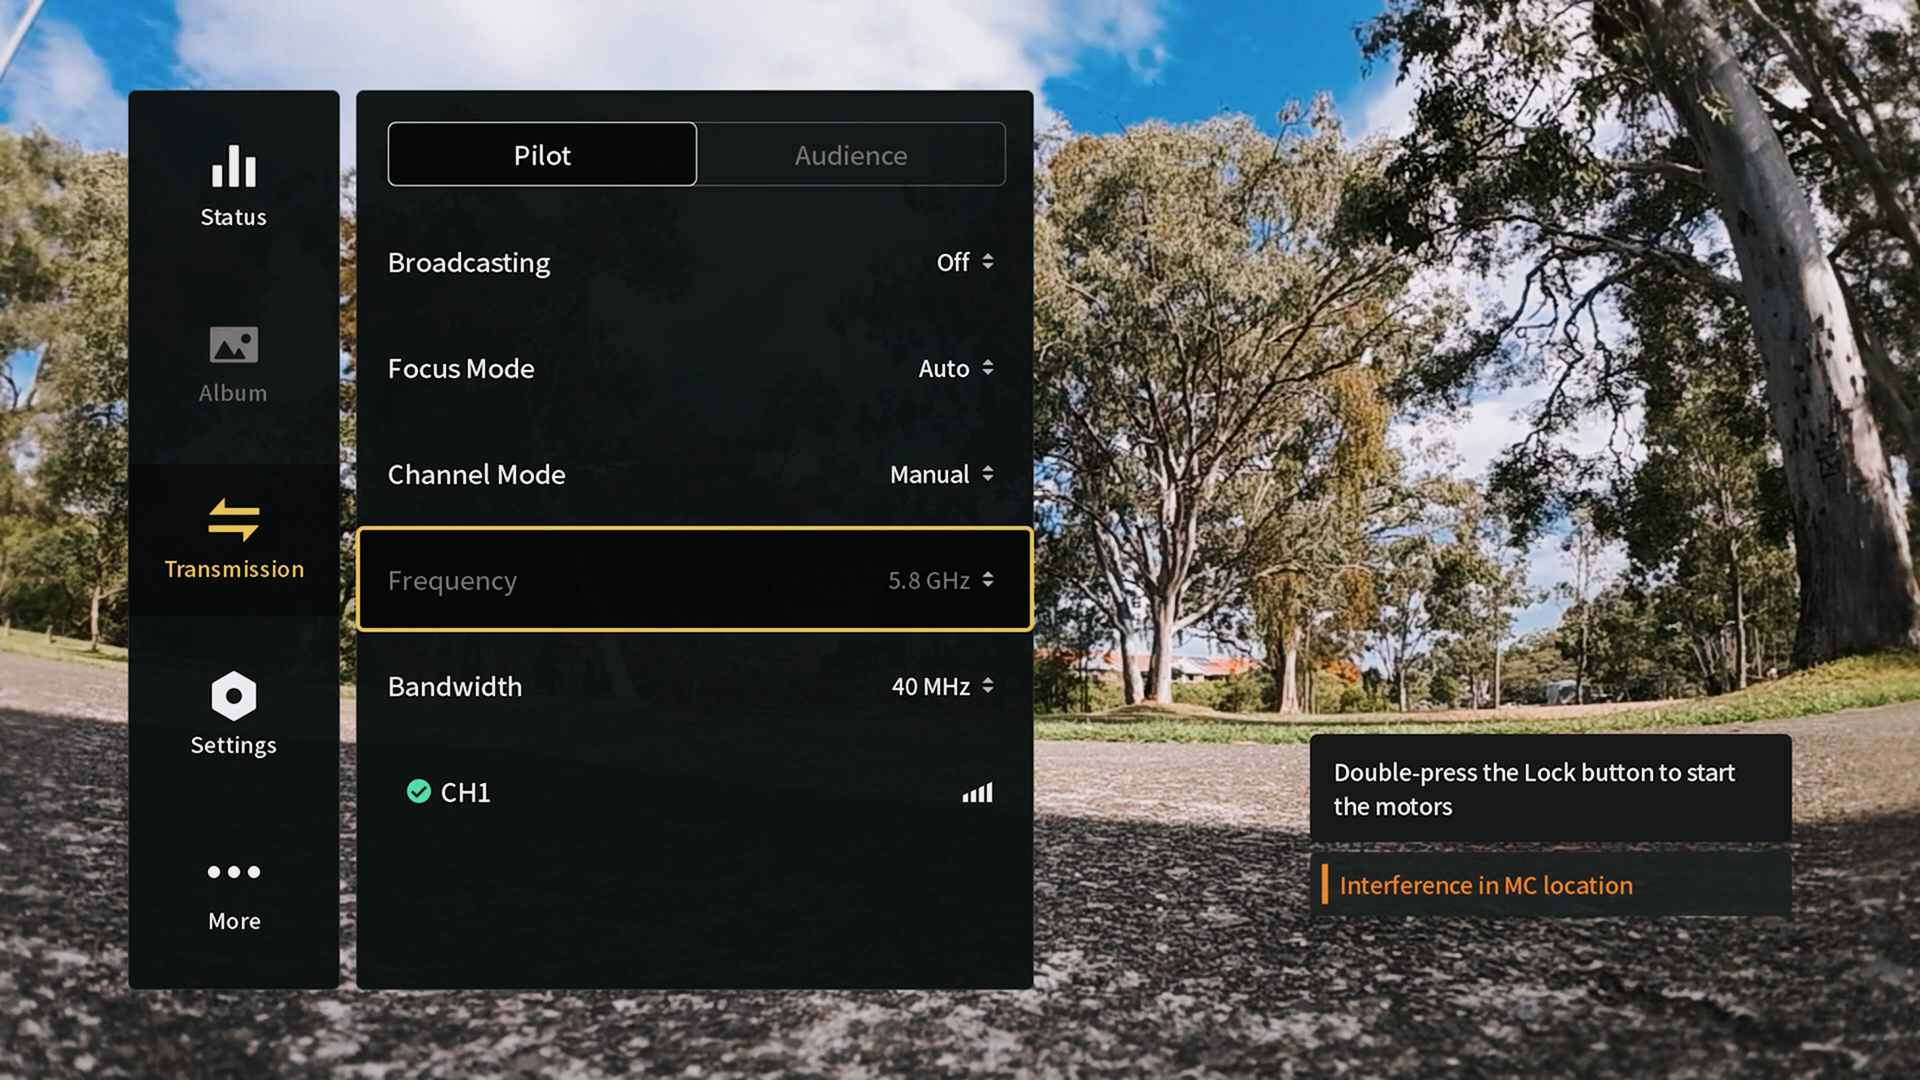 Status
Album
Transmission
Settings
More
Pilot
Audience
Broadcasting
Off
Focus Mode
Auto
Channel Mode
Manual
Frequency
5.8 GHz
Bandwidth
40 MHz
CH1
Double-press the Lock button to start
the motors
Interference in MC location